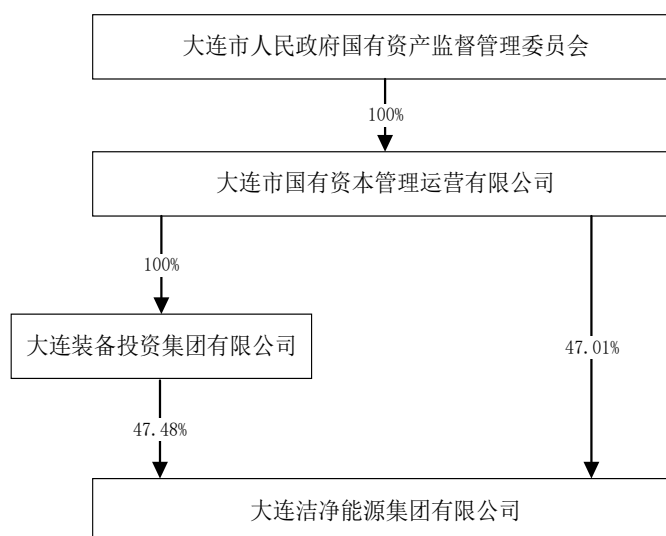 大连市人民政府国有资产监督管理委员会
100%
大连市国有资本管理运营有限公司
100%
大连装备投资集团有限公司
47.01%
47.48%
大连洁净能源集团有限公司